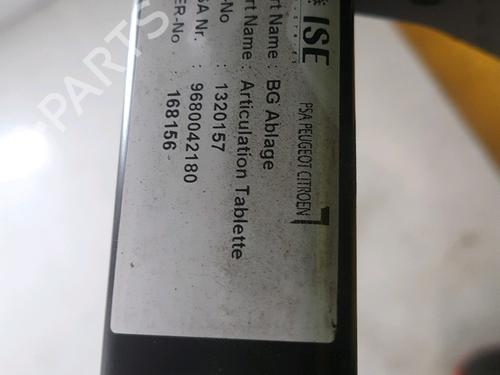 ISE
PSA PEUGEOT CITROEN
rt Name : BG Ablage
rt Name : Articulation Tablette
-No 1320157
SA Nr. : 9680042180
ER-No 168156